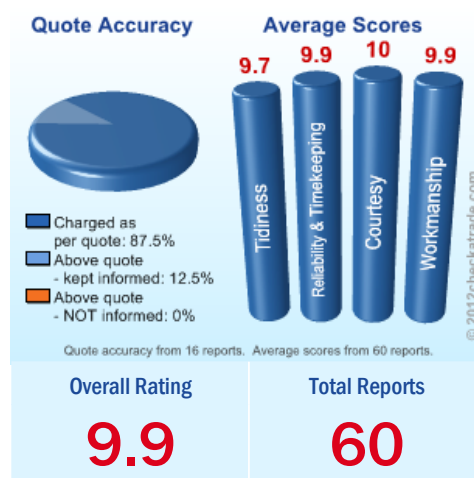 Quote Accuracy
Average Scores
9.7
9.9
10
9.9
Tidiness
Reliability & Timekeeping
Courtesy
Workmanship
Charged as
per quote: 87.5%
Above quote
- kept informed: 12.5%
Above quote
- NOT informed: 0%
© 2012checkatrade.com
Quote accuracy from 16 reports. Average scores from 60 reports.
Overall Rating
Total Reports
9.9
60